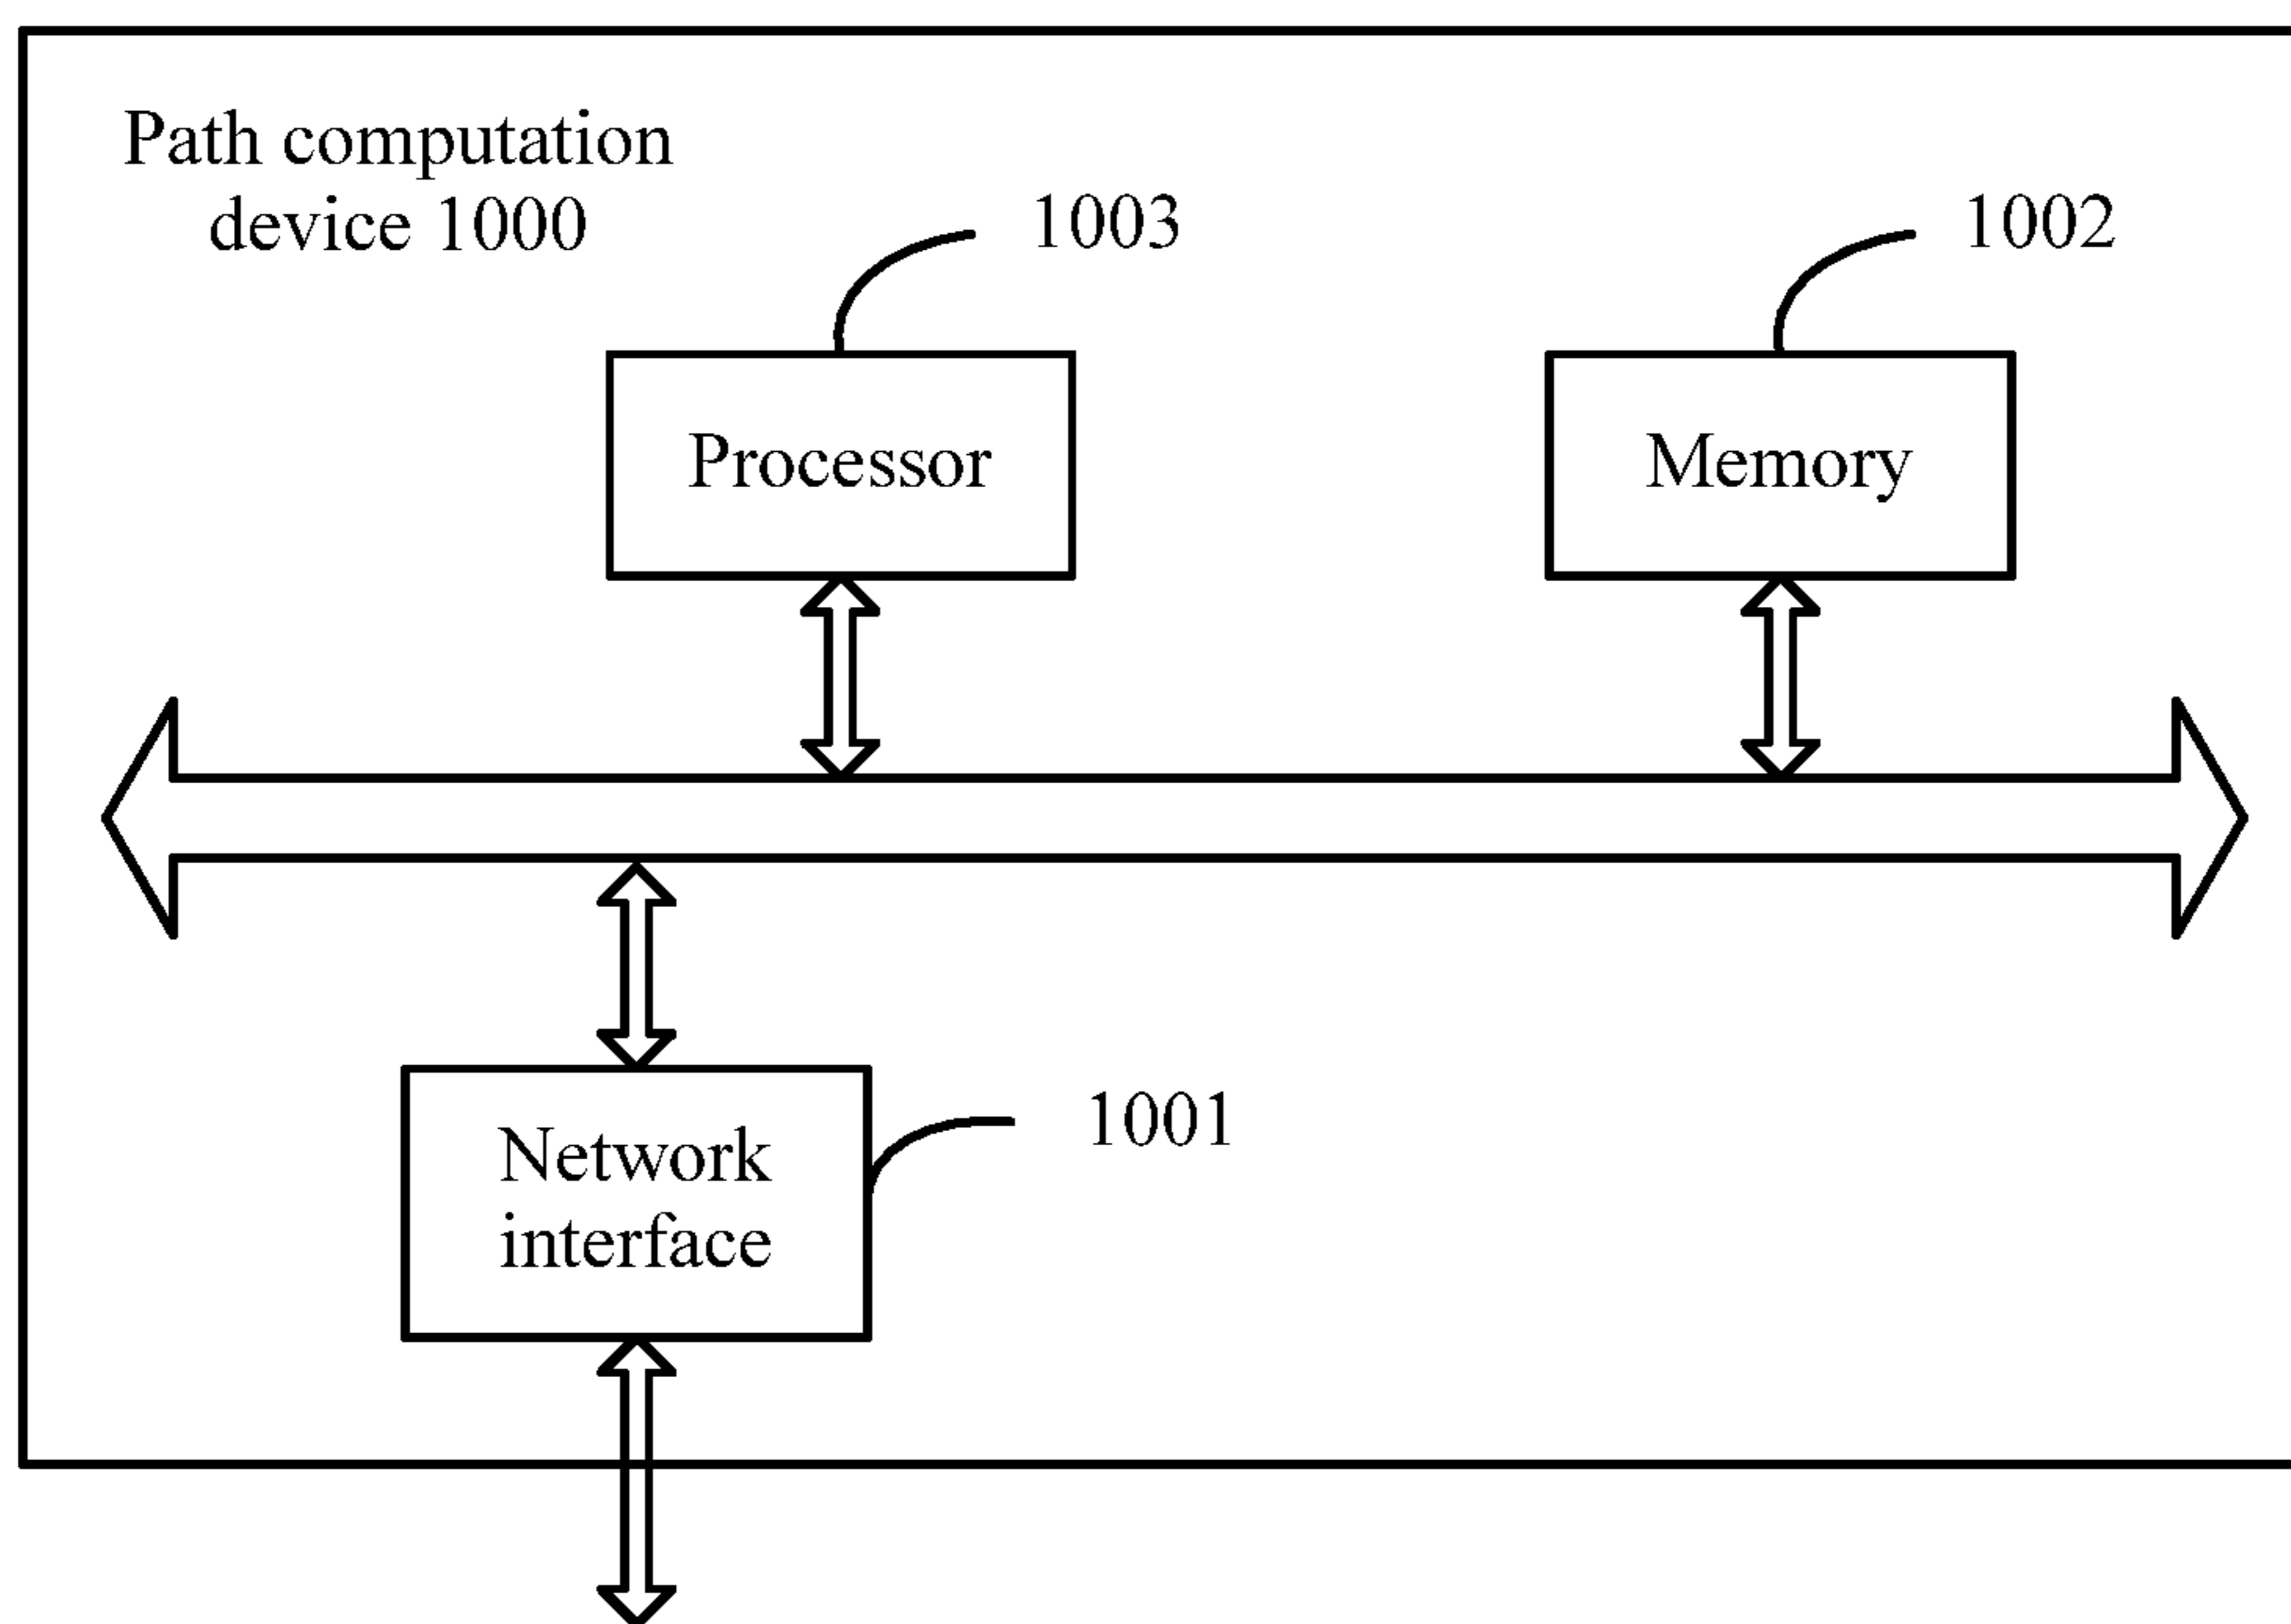 Path computation
device 1000
1003
1002
Processor
Memory
1001
Network
interface